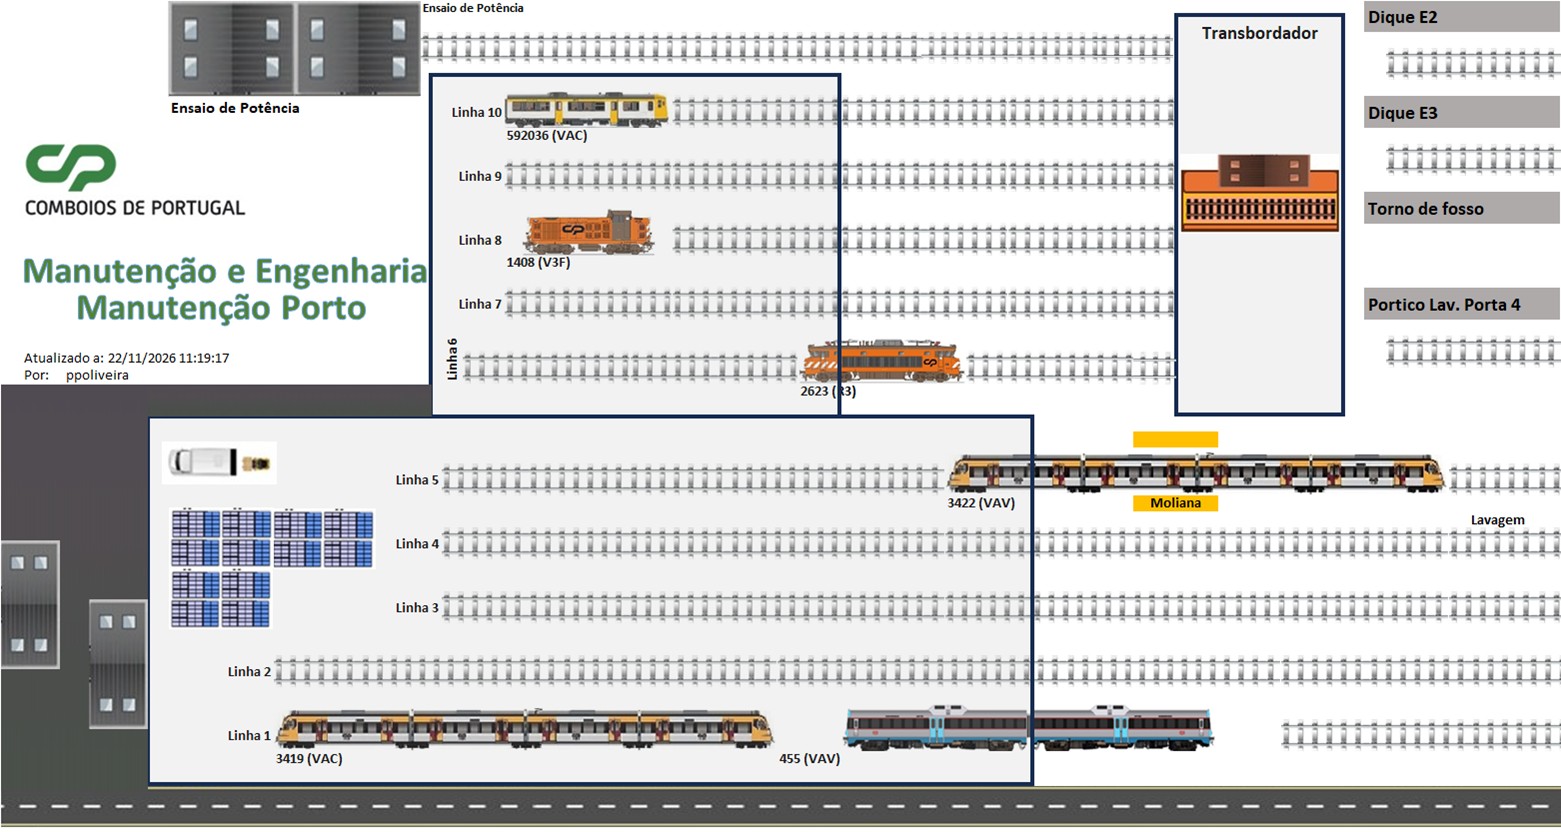 Ensaio de Potência
Ensaio de Potência
COMBOIOS DE PORTUGAL
Manutenção e Engenharia
Manutenção Porto
Atualizado a: 22/11/2026 11:19:17
Por: ppoliveira
Linha 10
592036 (VAC)
Linha 9
Linha 8
1408 (V3F)
Linha 7
Linha 6
2623 (R3)
Transbordador
Dique E2
Dique E3
Torno de fosso
Portico Lav. Porta 4
Linha 5
3422 (VAV)
Moliana
Lavagem
Linha 4
Linha 3
Linha 2
Linha 1
3419 (VAC)
455 (VAV)